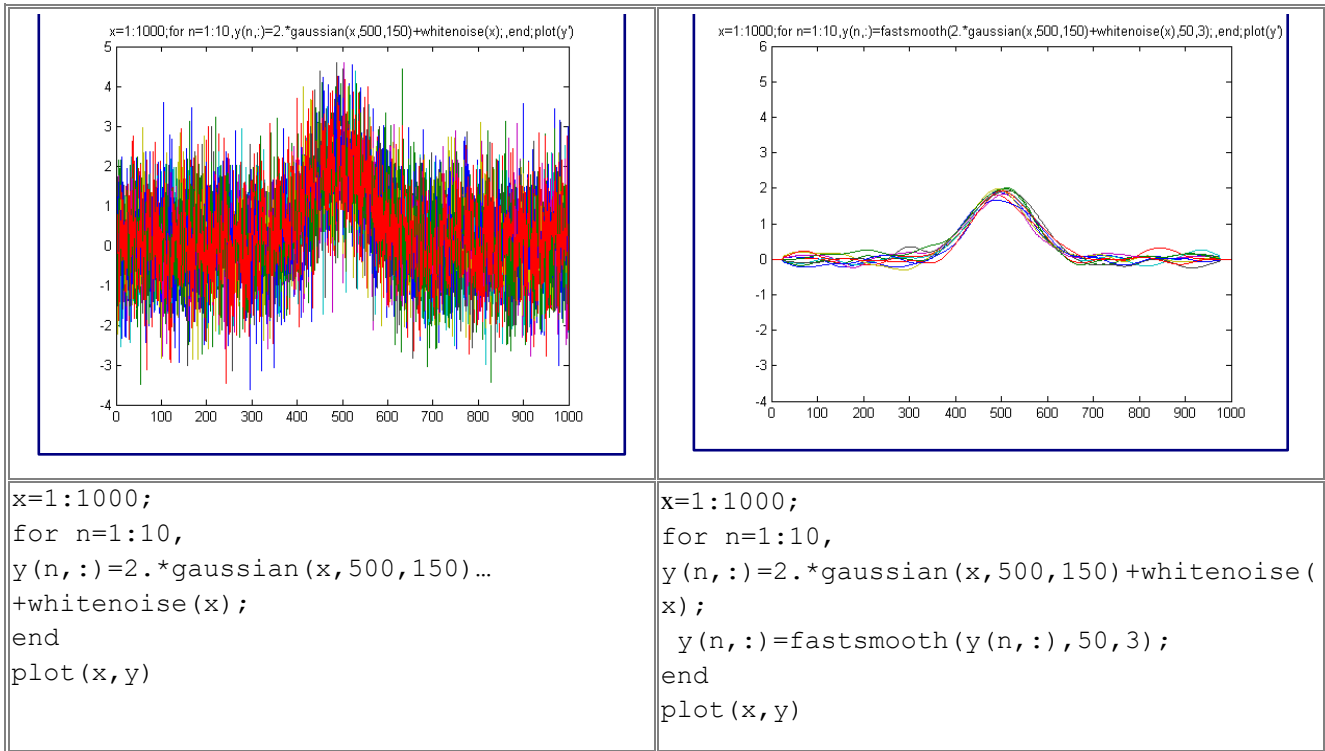 x=1:1000;for n=1:10,y(n,:)=2.*gaussian(x,500,150)+whitenoise(x);,end;plot(y')
5
4
3
2
1
0
-1
-2
-3
-4
0 100 200 300 400 500 600 700 800 900 1000
x=1:1000;for n=1:10,y(n,:)=fastsmooth(2.*gaussian(x,500,150)+whitenoise(x),50,3);,end;plot(y')
6
5
4
3
2
1
0
-1
-2
-3
-4
0 100 200 300 400 500 600 700 800 900 1000
x=1:1000;
for n=1:10,
y(n,:)=2.*gaussian(x,500,150)…
+whitenoise(x);
end
plot(x,y)
x=1:1000;
for n=1:10,
y(n,:)=2.*gaussian(x,500,150)+whitenoise(
x);
y(n,:)=fastsmooth(y(n,:),50,3);
end
plot(x,y)